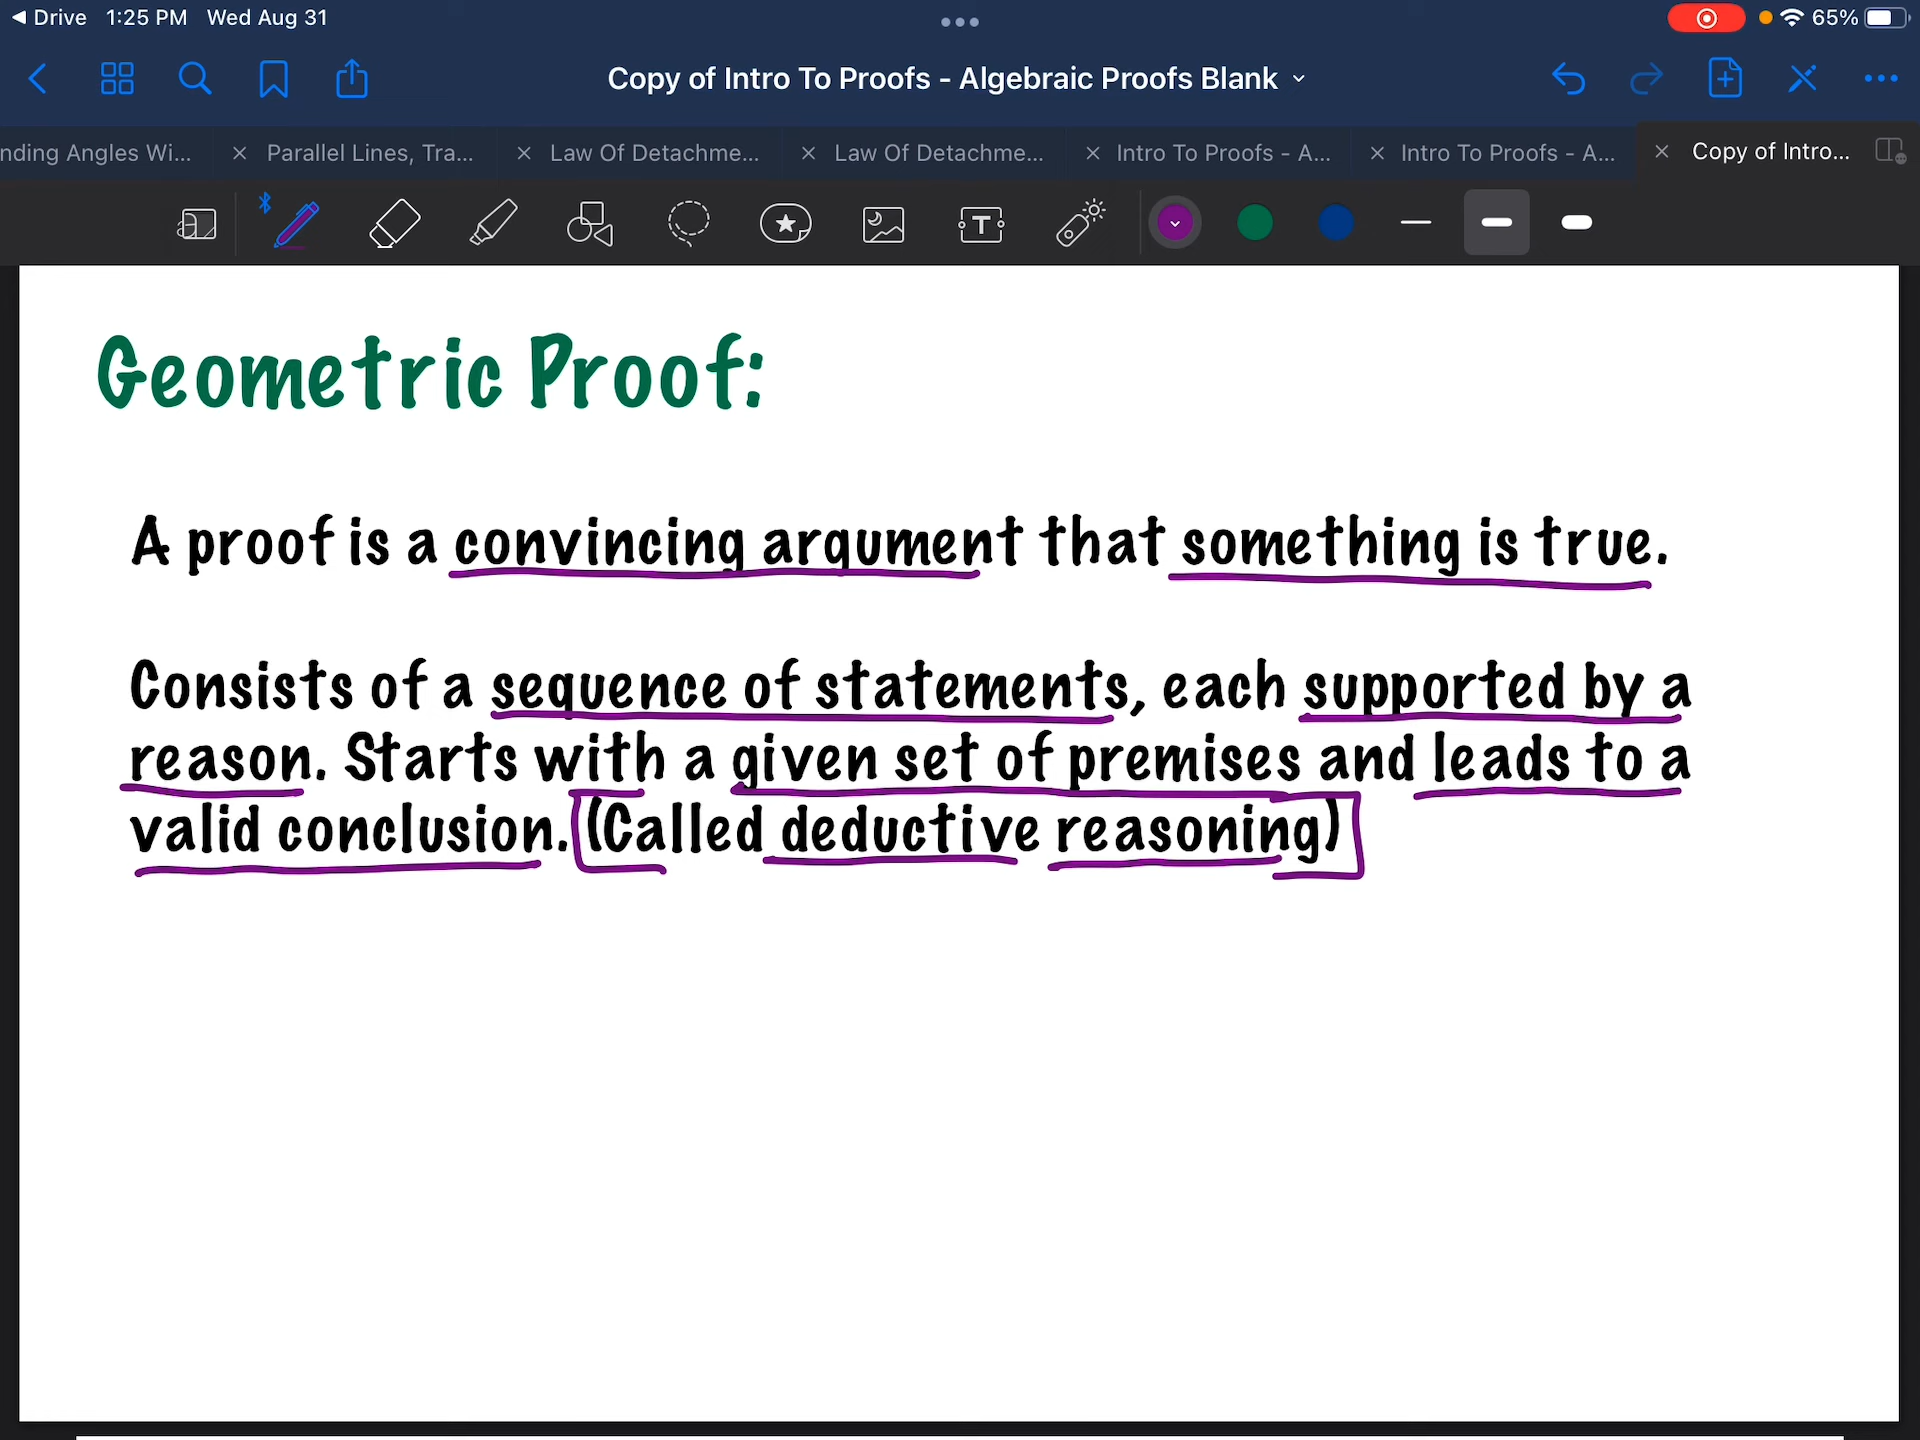 Drive 1:25 PM Wed Aug 31 65%
Copy of Intro To Proofs - Algebraic Proofs Blank
nding Angles Wi... Parallel Lines, Tra... Law Of Detachme... Law Of Detachme... Intro To Proofs - A... Intro To Proofs - A... Copy of Intro...
Geometric Proof:
A proof is a convincing argument that something is true.
Consists of a sequence of statements, each supported by a
reason. Starts with a given set of premises and leads to a
valid conclusion. (Called deductive reasoning)